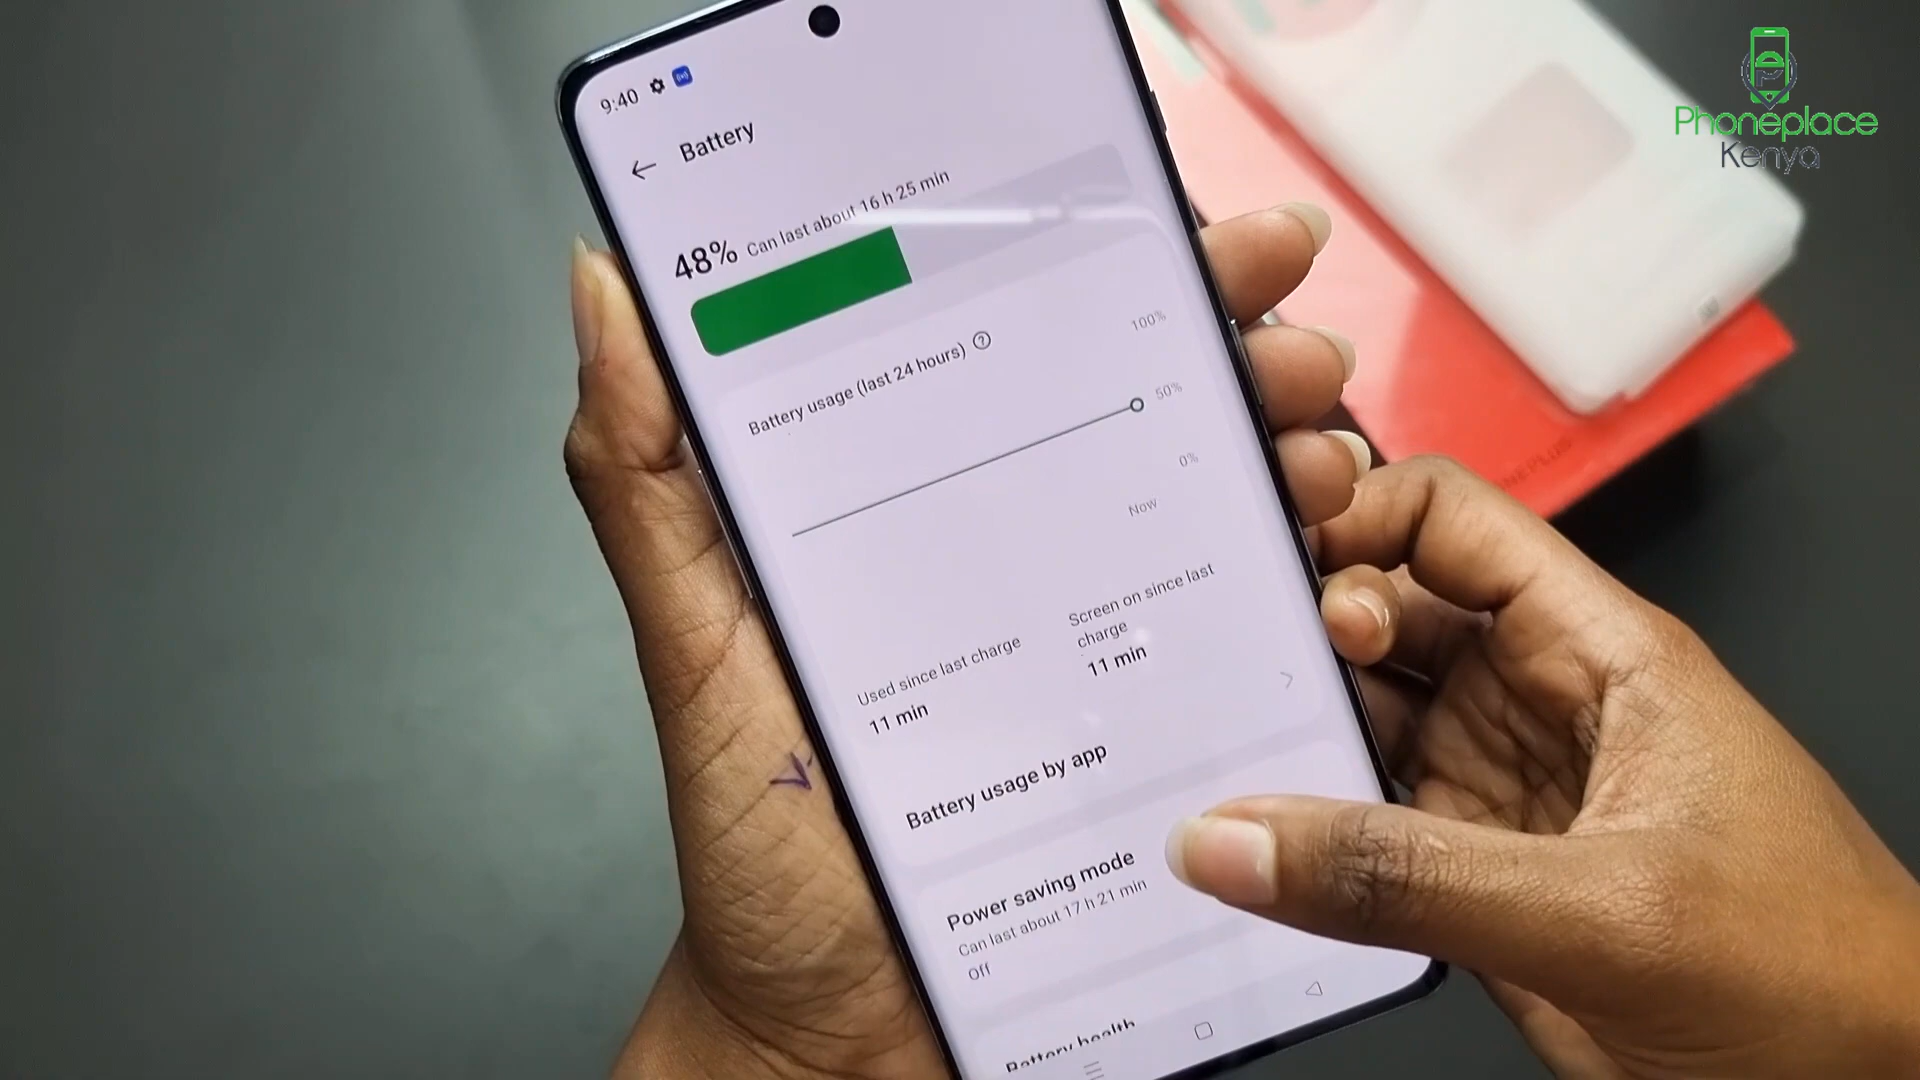 Phoneplace
Kenya
9:40
Battery
48% Can last about 16 h 25 min
Battery usage (last 24 hours) ?
100%
50%
0%
Now
Used since last charge
11 min
Screen on since last
charge
11 min
Battery usage by app
Power saving mode
Can last about 17 h 21 min
Off
Battery health